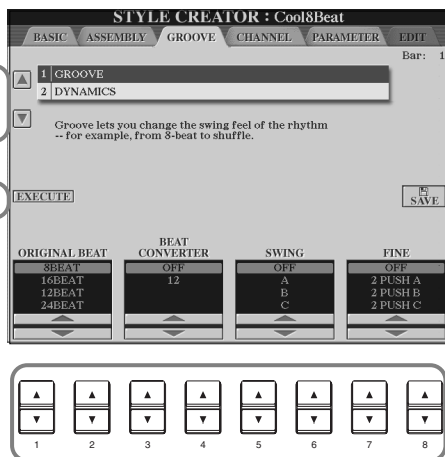 STYLE CREATOR : Cool8Beat
BASIC ASSEMBLY GROOVE CHANNEL PARAMETER EDIT
Bar: 1
1 GROOVE
2 DYNAMICS
Groove lets you change the swing feel of the rhythm
-- for example, from 8-beat to shuffle.
EXECUTE
SAVE
ORIGINAL BEAT
BEAT
CONVERTER
SWING
FINE
8BEAT OFF OFF OFF
16BEAT 12 A 2 PUSH A
12BEAT B 2 PUSH B
24BEAT C 2 PUSH C
1 2 3 4 5 6 7 8